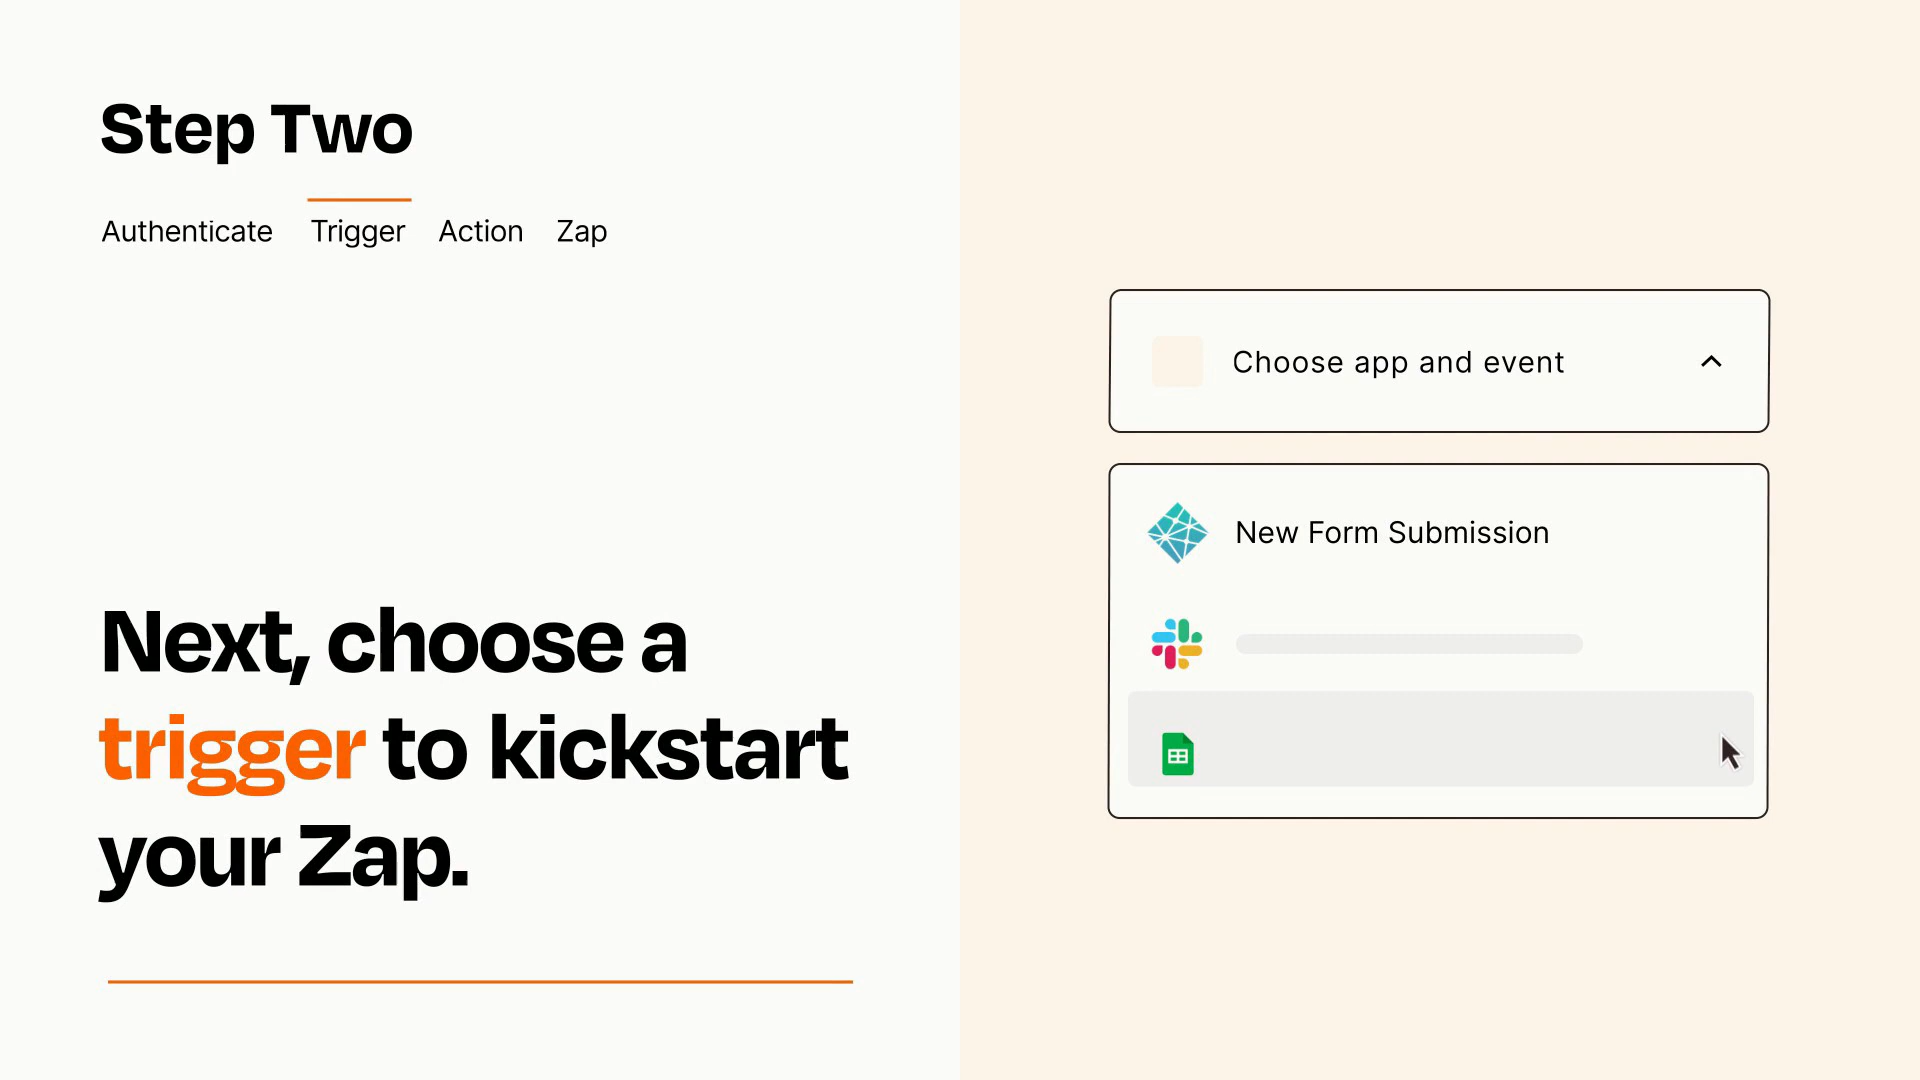 Step Two
Authenticate Trigger Action Zap
Next, choose a
trigger to kickstart
your Zap.
Choose app and event
New Form Submission